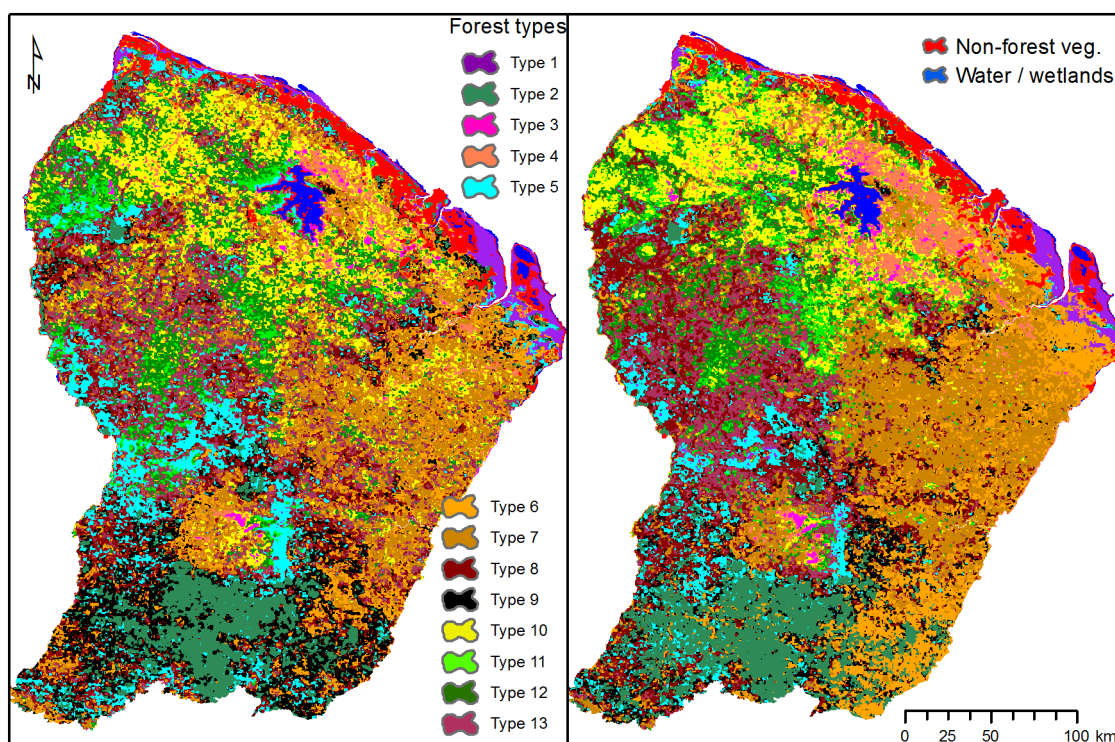 Forest types
Type 1
Type 2
Type 3
Type 4
Type 5
Type 6
Type 7
Type 8
Type 9
Type 10
Type 11
Type 12
Type 13
N
Non-forest veg.
Water / wetlands
0 25 50 100 km